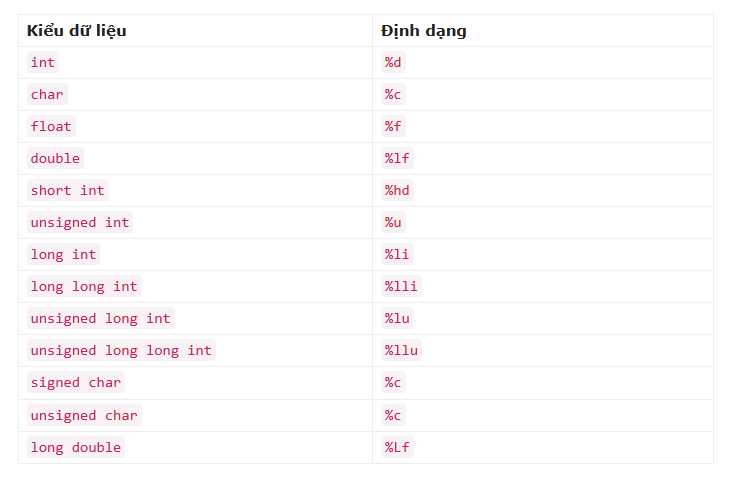 Kiểu dữ liệu Định dạng
int %d
char %c
float %f
double %lf
short int %hd
unsigned int %u
long int %li
long long int %lli
unsigned long int %lu
unsigned long long int %llu
signed char %c
unsigned char %c
long double %Lf